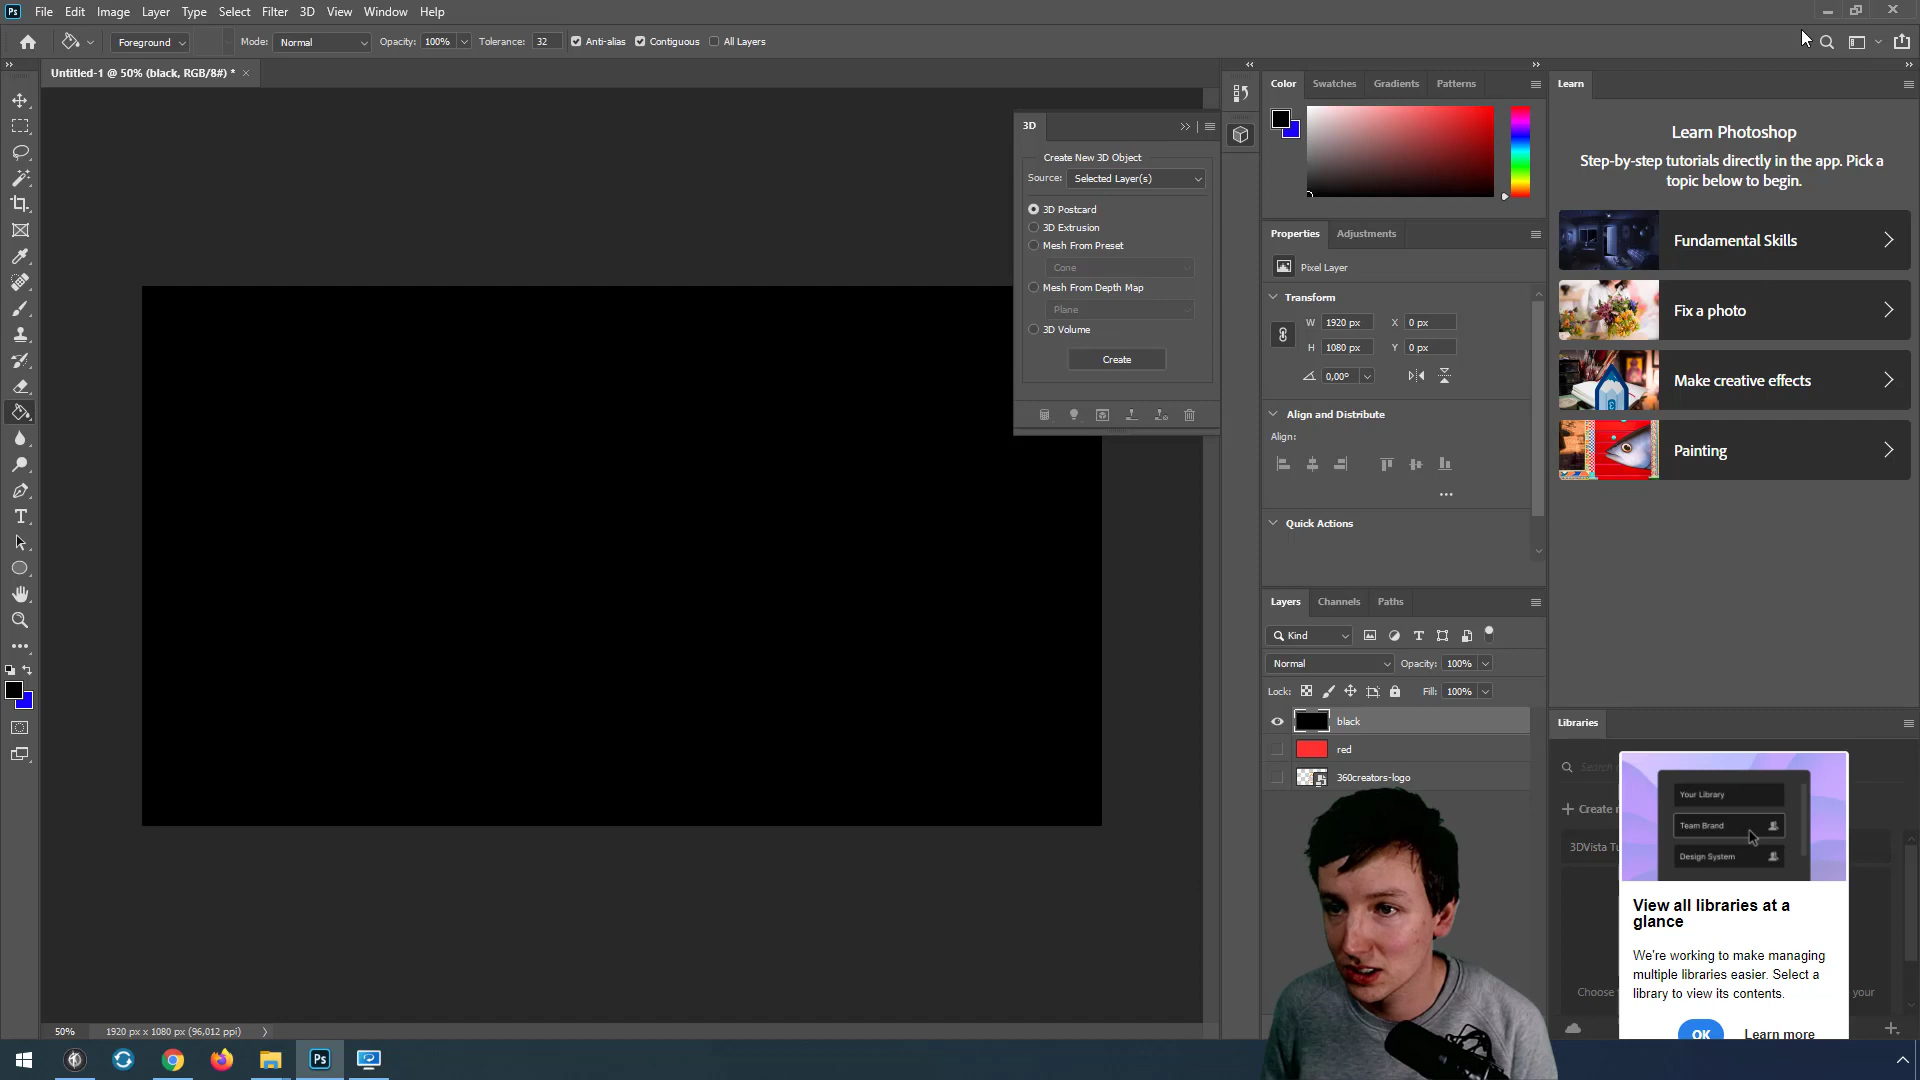 Ps File Edit Image Layer Type Select Filter 3D View Window Help
Foreground Mode: Normal Opacity: 100% Tolerance: 32 Anti-alias Contiguous All Layers
Untitled-1 @ 50% (black, RGB/8#) * ×
3D
Create New 3D Object
Source: Selected Layer(s)
3D Postcard
3D Extrusion
Mesh From Preset
Cone
Mesh From Depth Map
Plane
3D Volume
Create
Color Swatches Gradients Patterns
Properties Adjustments
Pixel Layer
Transform
W 1920 px X 0 px
H 1080 px Y 0 px
0,00°
Align and Distribute
Align:
Quick Actions
Layers Channels Paths
Kind
Normal Opacity: 100%
Lock: Fill: 100%
black
red
360creators-logo
Learn
Learn Photoshop
Step-by-step tutorials directly in the app. Pick a
topic below to begin.
Fundamental Skills
Fix a photo
Make creative effects
Painting
Libraries
Search
Create
3DVista
Your Library
Team Brand
Design System
View all libraries at a
glance
We're working to make managing
multiple libraries easier. Select a
library to view its contents.
your
OK Learn more
50% 1920 px x 1080 px (96,012 ppi)
Ps